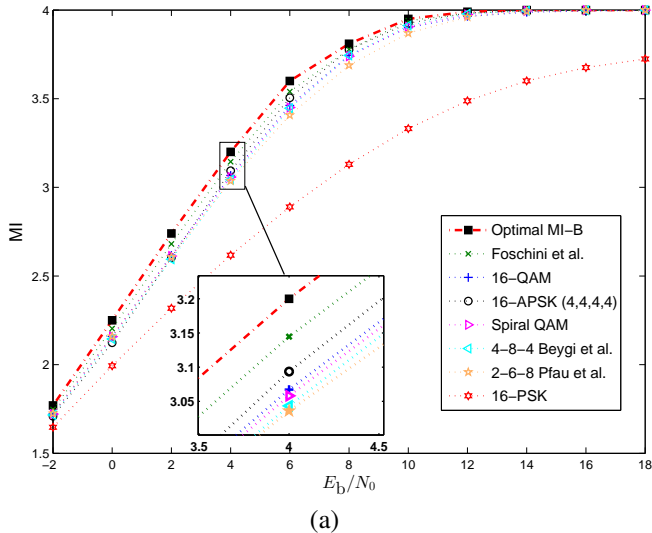 4
3.5
3
2.5
2
1.5
MI
−2
0
2
4
6
8
10
12
14
16
18
E_b/N_0
Optimal MI−B
Foschini et al.
16−QAM
16−APSK (4,4,4,4)
Spiral QAM
4−8−4 Beygi et al.
2−6−8 Pfau et al.
16−PSK
3.2
3.15
3.1
3.05
3.5
4
4.5
(a)